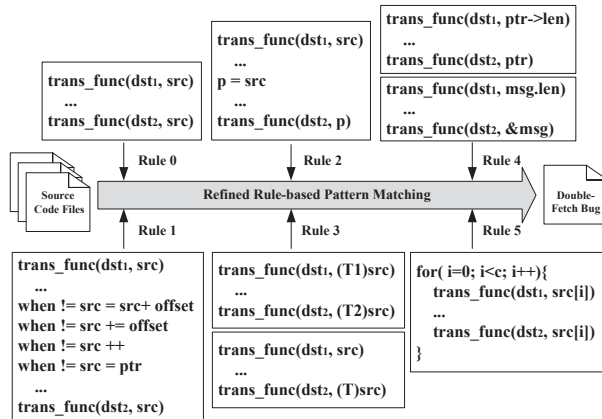 trans_func(dst1, src)
...
trans_func(dst2, src)
Rule 0
trans_func(dst1, src)
...
p = src
...
trans_func(dst2, p)
Rule 2
trans_func(dst1, ptr->len)
...
trans_func(dst2, ptr)
trans_func(dst1, msg.len)
...
trans_func(dst2, &msg)
Rule 4
Source
Code Files
Refined Rule-based Pattern Matching
Double-
Fetch Bug
Rule 1
trans_func(dst1, src)
...
when != src = src+ offset
when != src += offset
when != src ++
when != src = ptr
...
trans_func(dst2, src)
Rule 3
trans_func(dst1, (T1)src)
...
trans_func(dst2, (T2)src)
trans_func(dst1, src)
...
trans_func(dst2, (T)src)
Rule 5
for( i=0; i<c; i++){
trans_func(dst1, src[i])
...
trans_func(dst2, src[i])
}